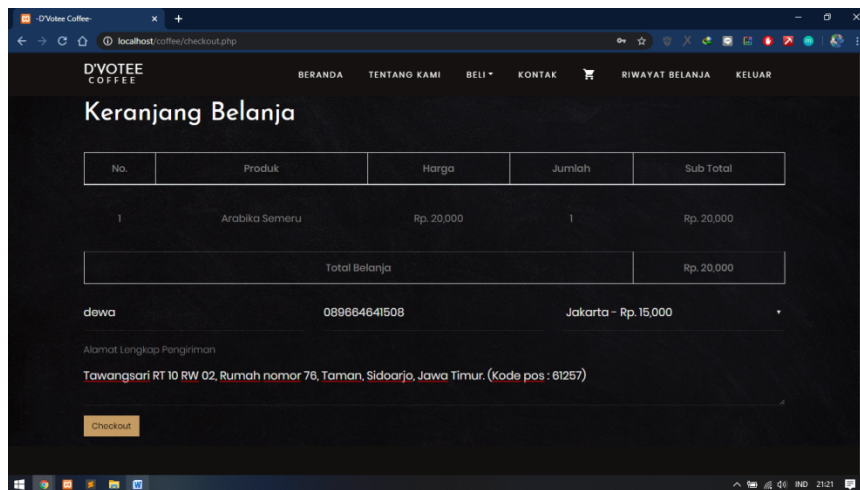 -D'Votee Coffee-
localhost/coffee/checkout.php
D'VOTEE
COFFEE
BERANDA TENTANG KAMI BELI KONTAK RIWAYAT BELANJA KELUAR
Keranjang Belanja
No. Produk Harga Jumlah Sub Total
1 Arabika Semeru Rp. 20,000 1 Rp. 20,000
Total Belanja Rp. 20,000
dewa 089664641508 Jakarta - Rp. 15,000
Alamat Lengkap Pengiriman
Tawangsari RT 10 RW 02, Rumah nomor 76, Taman, Sidoarjo, Jawa Timur. (Kode pos : 61257)
Checkout
IND 21:21